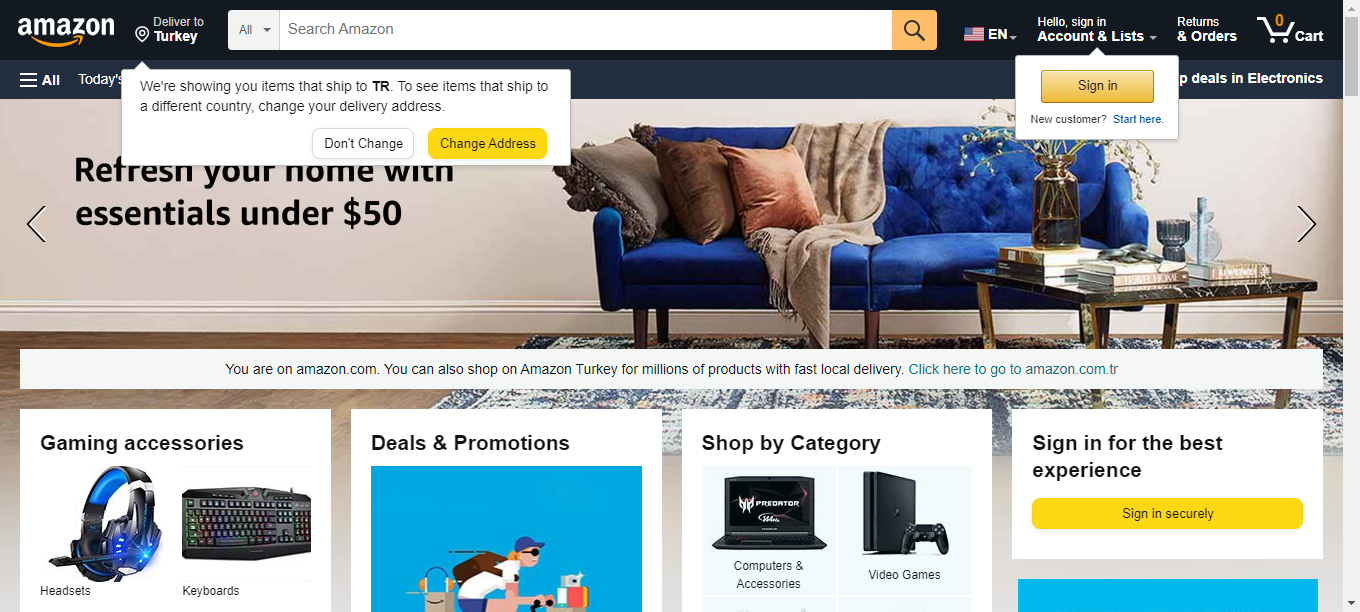 amazon
Deliver to
Turkey
All
Search Amazon
EN
Hello, sign in
Account & Lists
Returns
& Orders
0
Cart
All
Today's
p deals in Electronics
We're showing you items that ship to TR. To see items that ship to
a different country, change your delivery address.
Don't Change
Change Address
Sign in
New customer? Start here.
Refresh your home with
essentials under $50
You are on amazon.com. You can also shop on Amazon Turkey for millions of products with fast local delivery. Click here to go to amazon.com.tr
Gaming accessories
Headsets
Keyboards
Deals & Promotions
Shop by Category
PREDATOR
144Hz
Computers &
Accessories
Video Games
Sign in for the best
experience
Sign in securely